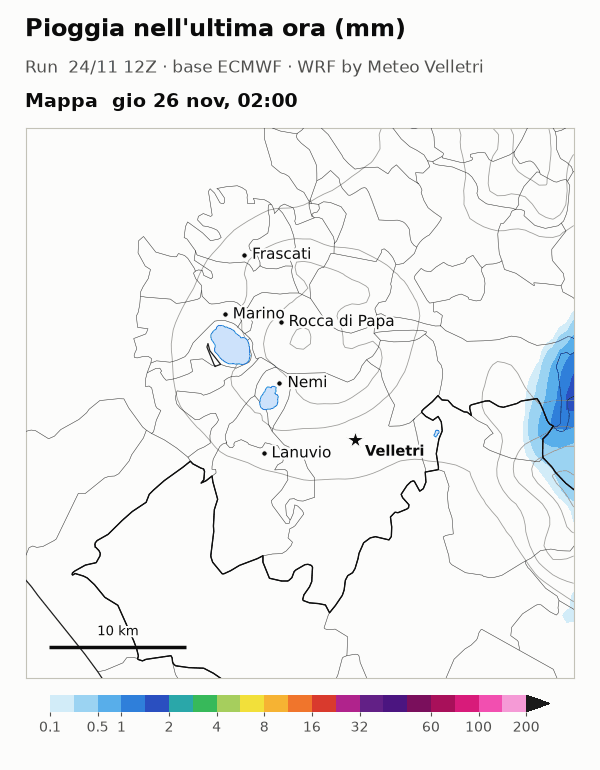 Pioggia nell'ultima ora (mm)
Run  24/11 12Z · base ECMWF · WRF by Meteo Velletri
Mappa  gio 26 nov, 02:00
Frascati
Marino
Rocca di Papa
Nemi
Velletri
Lanuvio
10 km
0.1 0.5 1 2 4 8 16 32 60 100 200